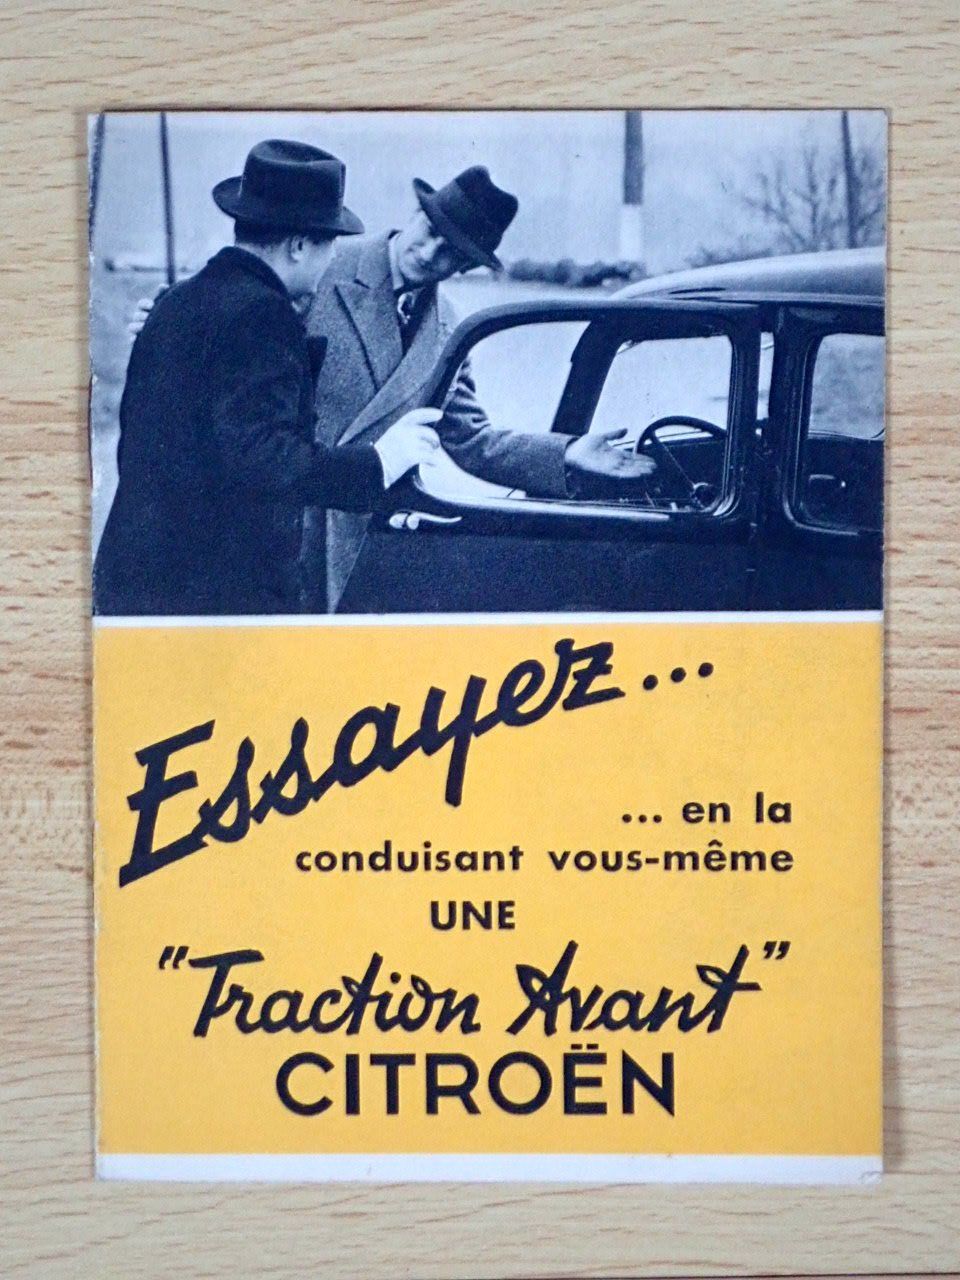 Essayez...
... en la
conduisant vous-même
UNE
"Traction Avant"
CITROËN